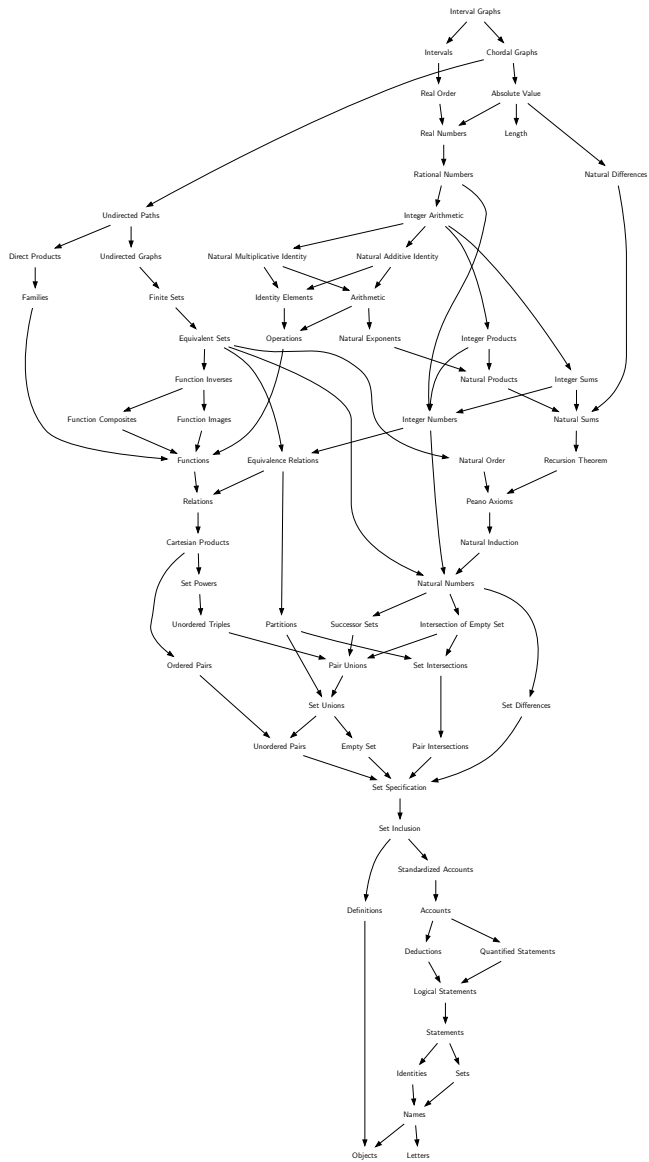 Interval Graphs
Intervals
Chordal Graphs
Real Order
Absolute Value
Real Numbers
Length
Rational Numbers
Natural Differences
Undirected Paths
Integer Arithmetic
Direct Products
Undirected Graphs
Natural Multiplicative Identity
Natural Additive Identity
Families
Finite Sets
Identity Elements
Arithmetic
Equivalent Sets
Operations
Natural Exponents
Integer Products
Function Inverses
Natural Products
Integer Sums
Function Composites
Function Images
Integer Numbers
Natural Sums
Functions
Equivalence Relations
Natural Order
Recursion Theorem
Relations
Peano Axioms
Cartesian Products
Natural Induction
Set Powers
Natural Numbers
Unordered Triples
Partitions
Successor Sets
Intersection of Empty Set
Ordered Pairs
Pair Unions
Set Intersections
Set Unions
Set Differences
Unordered Pairs
Empty Set
Pair Intersections
Set Specification
Set Inclusion
Standardized Accounts
Definitions
Accounts
Deductions
Quantified Statements
Logical Statements
Statements
Identities
Sets
Names
Objects
Letters